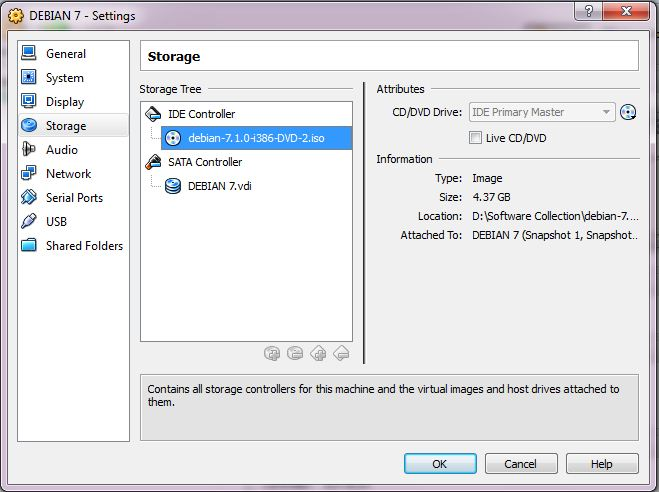 DEBIAN 7 - Settings
General
System
Display
Storage
Audio
Network
Serial Ports
USB
Shared Folders
Storage
Storage Tree
IDE Controller
debian-7.1.0-i386-DVD-2.iso
SATA Controller
DEBIAN 7.vdi
Attributes
CD/DVD Drive: IDE Primary Master
Live CD/DVD
Information
Type: Image
Size: 4.37 GB
Location: D:\Software Collection\debian-7....
Attached To: DEBIAN 7 (Snapshot 1, Snapshot...
Contains all storage controllers for this machine and the virtual images and host drives attached to
them.
OK Cancel Help